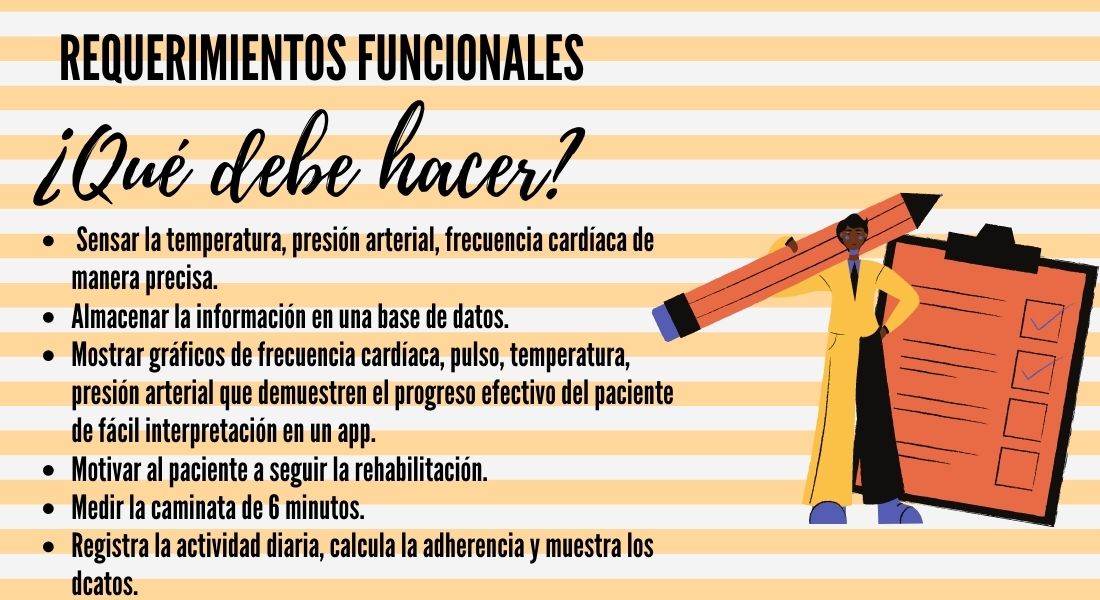 REQUERIMIENTOS FUNCIONALES
¿Qué debe hacer?
• Sensar la temperatura, presión arterial, frecuencia cardíaca de
manera precisa.
• Almacenar la información en una base de datos.
• Mostrar gráficos de frecuencia cardíaca, pulso, temperatura,
presión arterial que demuestren el progreso efectivo del paciente
de fácil interpretación en un app.
• Motivar al paciente a seguir la rehabilitación.
• Medir la caminata de 6 minutos.
• Registra la actividad diaria, calcula la adherencia y muestra los
dcatos.